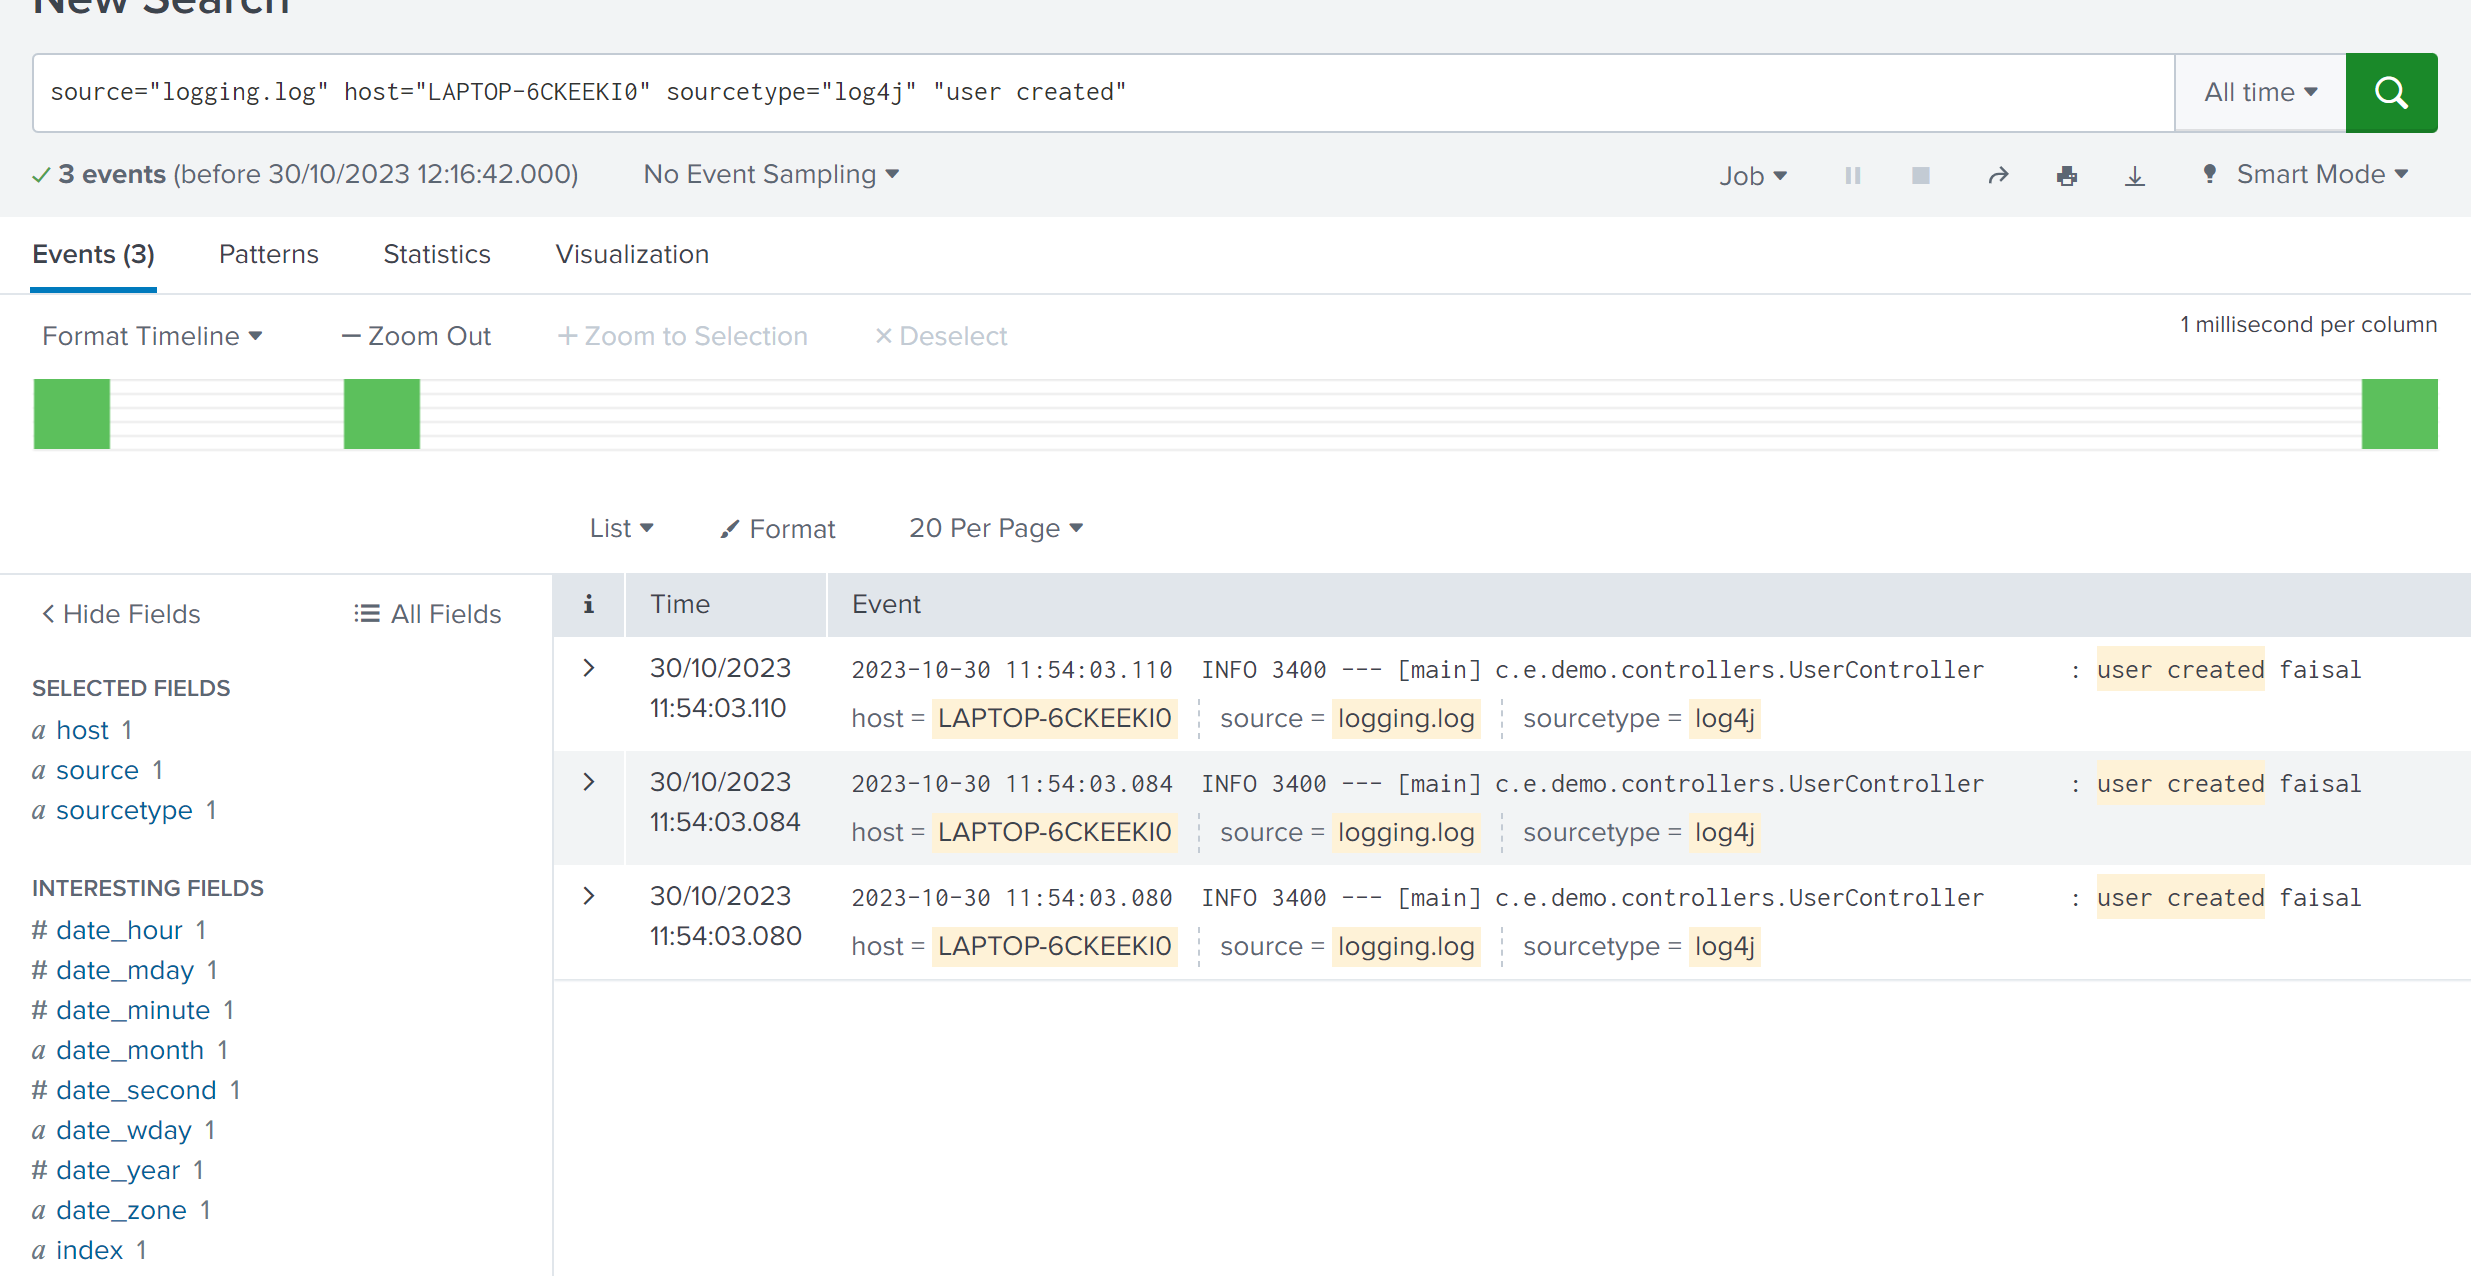 New Search
source="logging.log" host="LAPTOP-6CKEEKI0" sourcetype="log4j" "user created"
All time
3 events (before 30/10/2023 12:16:42.000)
No Event Sampling
Job
Smart Mode
Events (3)
Patterns
Statistics
Visualization
Format Timeline
— Zoom Out
+ Zoom to Selection
× Deselect
1 millisecond per column
List
Format
20 Per Page
< Hide Fields
All Fields
SELECTED FIELDS
a host 1
a source 1
a sourcetype 1
INTERESTING FIELDS
# date_hour 1
# date_mday 1
# date_minute 1
a date_month 1
# date_second 1
a date_wday 1
# date_year 1
a date_zone 1
a index 1
i
Time
Event
> 30/10/2023
11:54:03.110
2023-10-30 11:54:03.110  INFO 3400 --- [main] c.e.demo.controllers.UserController      : user created faisal
host = LAPTOP-6CKEEKI0 source = logging.log sourcetype = log4j
> 30/10/2023
11:54:03.084
2023-10-30 11:54:03.084  INFO 3400 --- [main] c.e.demo.controllers.UserController      : user created faisal
host = LAPTOP-6CKEEKI0 source = logging.log sourcetype = log4j
> 30/10/2023
11:54:03.080
2023-10-30 11:54:03.080  INFO 3400 --- [main] c.e.demo.controllers.UserController      : user created faisal
host = LAPTOP-6CKEEKI0 source = logging.log sourcetype = log4j